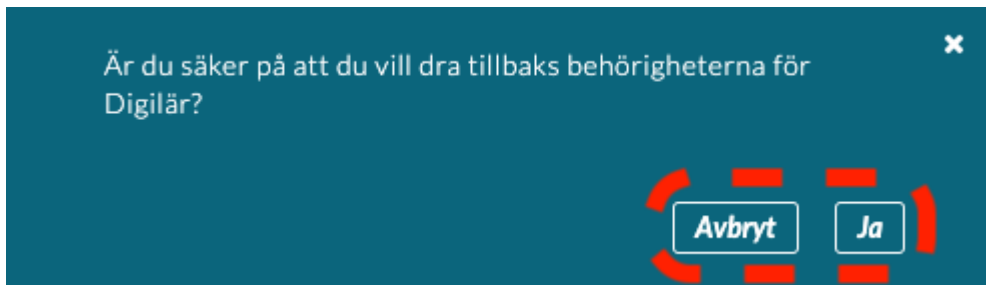 Är du säker på att du vill dra tillbaks behörigheterna för
Digilär?
Avbryt Ja